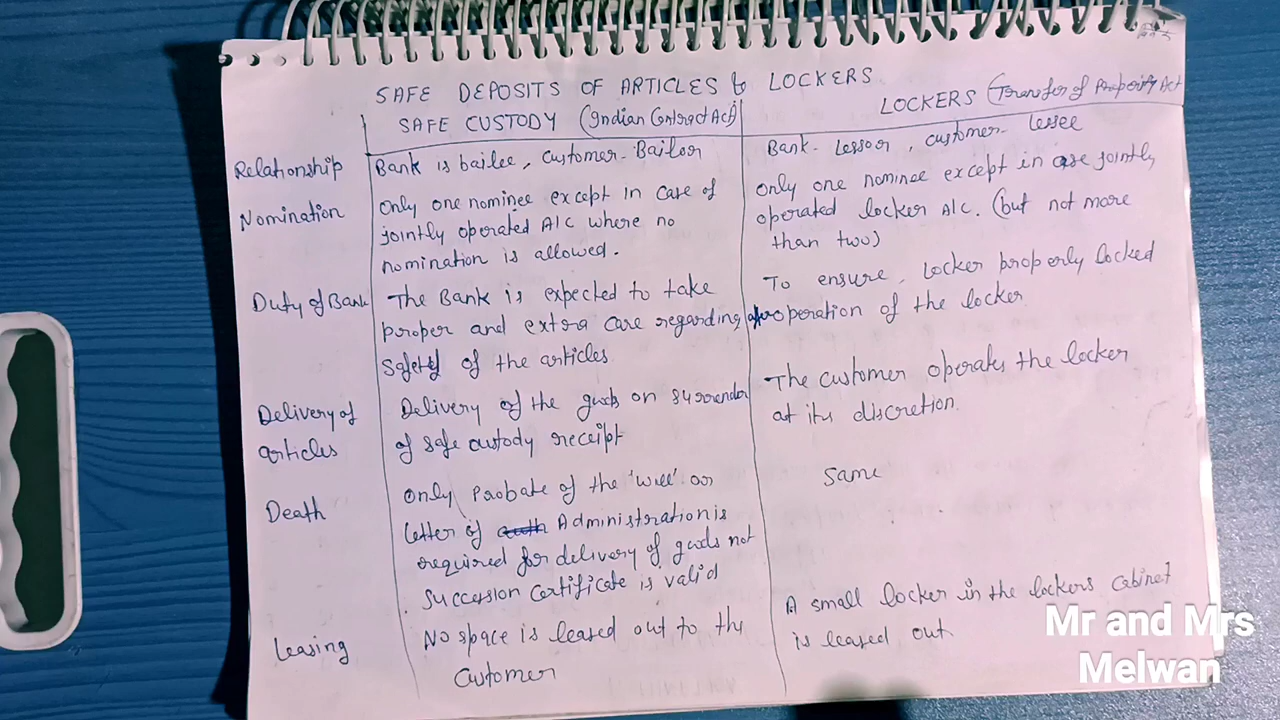 SAFE DEPOSITS OF ARTICLES & LOCKERS
SAFE CUSTODY (Indian Contract Act)
LOCKERS (Transfer of Property Act
Relationship
Bank is bailee, Customer - Bailor
Bank - Lessor, customer - lessee
Nomination
Only one nominee except in case of
jointly operated A/C where no
nomination is allowed.
Only one nominee except in case jointly
operated locker A/C. (but not more
than two)
Duty of Bank
The Bank is expected to take
proper and extra care regarding
safety of the articles
To ensure, locker properly locked
operation of the locker
Delivery of
articles
Delivery of the goods on surrender
of safe custody receipt
The customer operates the locker
at its discretion.
Death
Only Probate of the 'will' or
letter of Administration is
required for delivery of goods not
succession certificate is valid
Same
Leasing
No space is leased out to the
Customer
A small locker in the lockers cabinet
is leased out
Mr and Mrs
Melwan